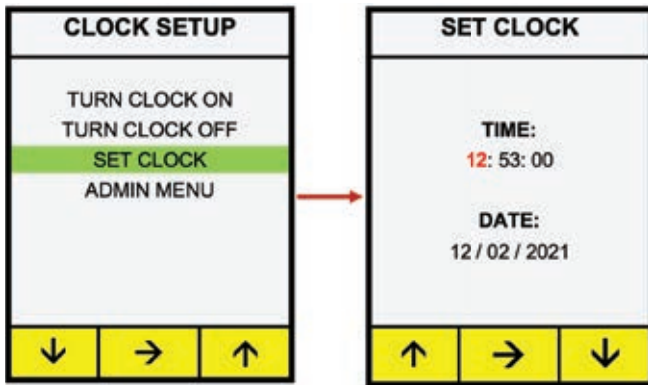 CLOCK SETUP
TURN CLOCK ON
TURN CLOCK OFF
SET CLOCK
ADMIN MENU
↓ → ↑
SET CLOCK
TIME:
12: 53: 00
DATE:
12 / 02 / 2021
↑ → ↓